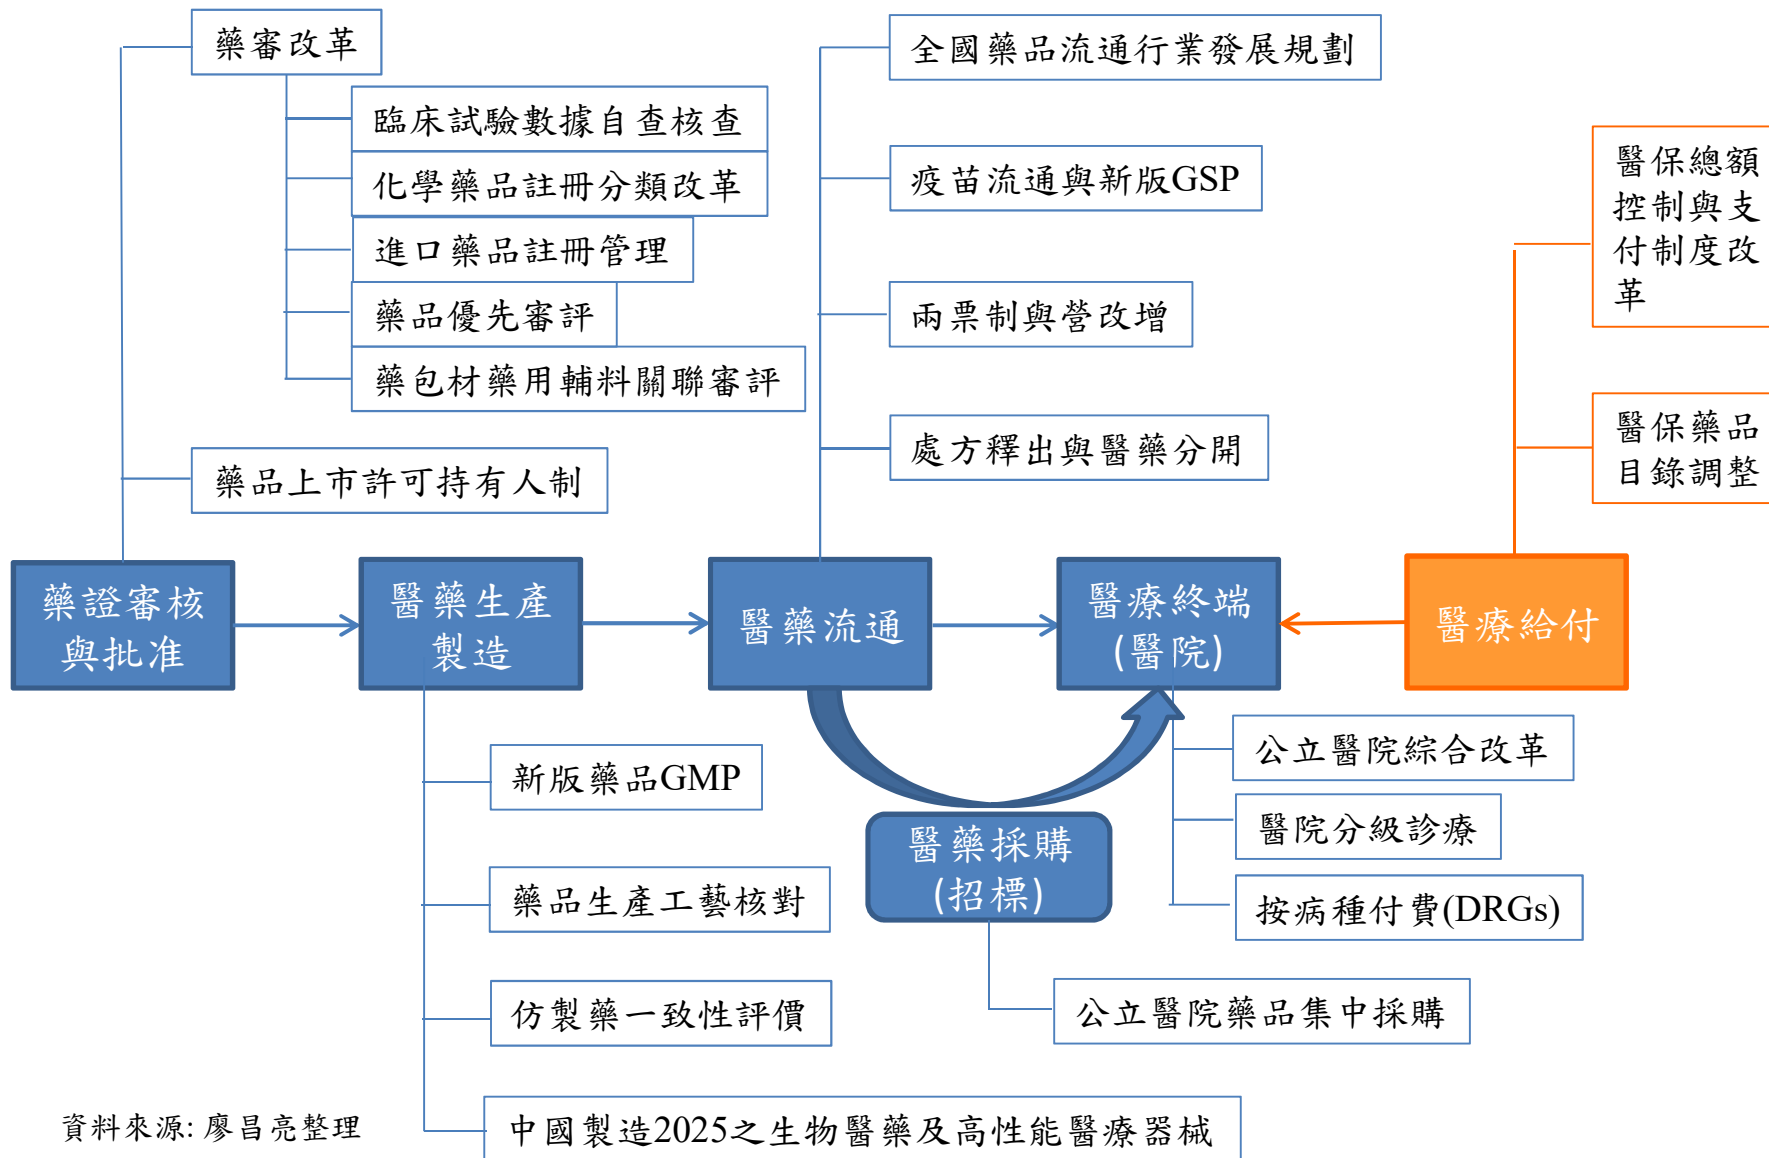 藥審改革
臨床試驗數據自查核查
化學藥品註冊分類改革
進口藥品註冊管理
藥品優先審評
藥包材藥用輔料關聯審評
藥品上市許可持有人制
全國藥品流通行業發展規劃
疫苗流通與新版GSP
兩票制與營改增
處方釋出與醫藥分開
醫保總額
控制與支
付制度改
革
醫保藥品
目錄調整
藥證審核
與批准
醫藥生產
製造
醫藥流通
醫療終端
(醫院)
醫療給付
新版藥品GMP
藥品生產工藝核對
仿製藥一致性評價
中國製造2025之生物醫藥及高性能醫療器械
醫藥採購
(招標)
公立醫院藥品集中採購
公立醫院綜合改革
醫院分級診療
按病種付費(DRGs)
資料來源: 廖昌亮整理